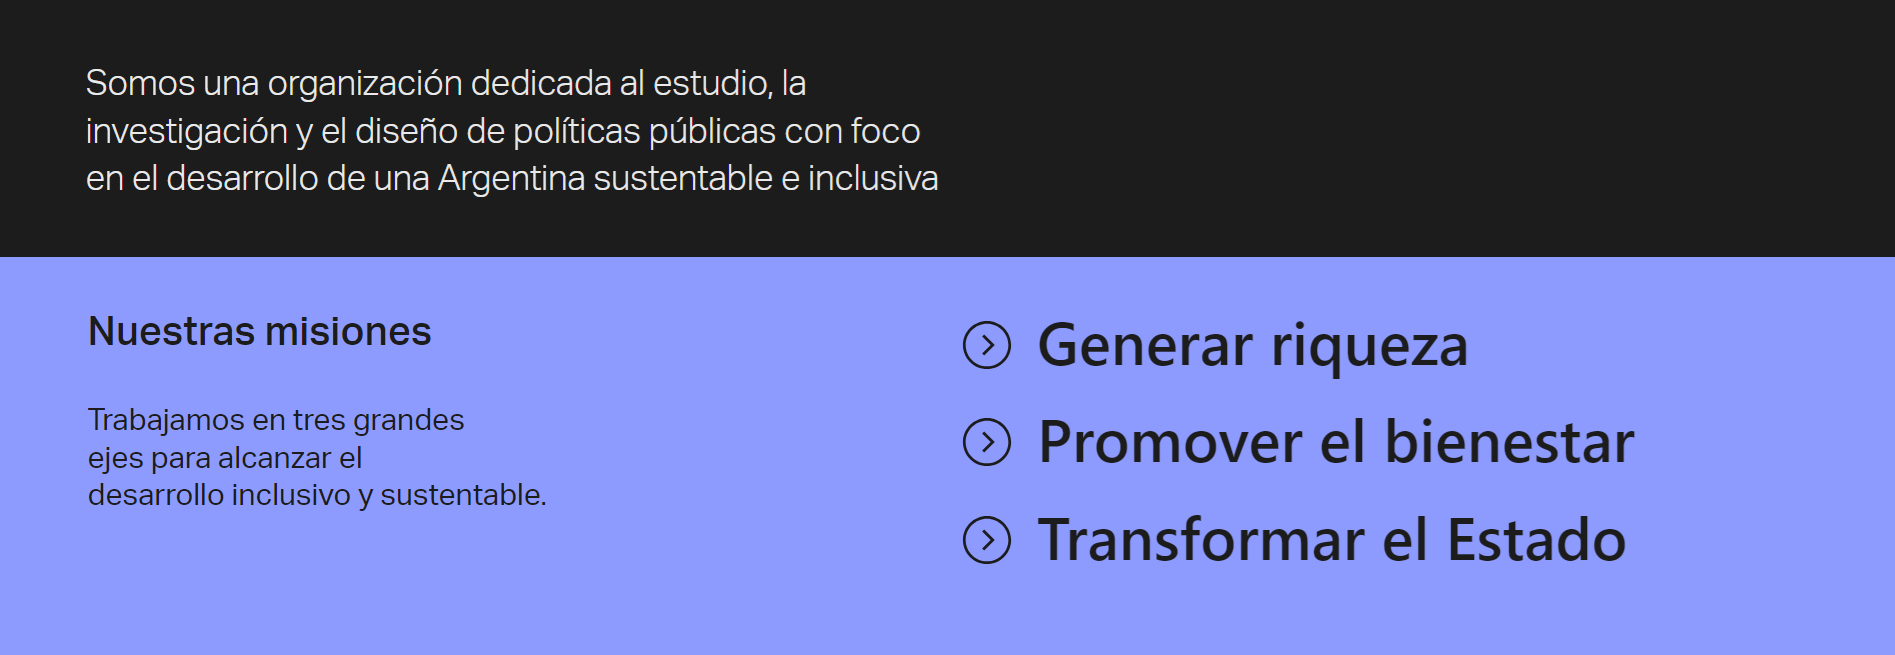 Somos una organización dedicada al estudio, la
investigación y el diseño de políticas públicas con foco
en el desarrollo de una Argentina sustentable e inclusiva
Nuestras misiones
Trabajamos en tres grandes
ejes para alcanzar el
desarrollo inclusivo y sustentable.
Generar riqueza
Promover el bienestar
Transformar el Estado